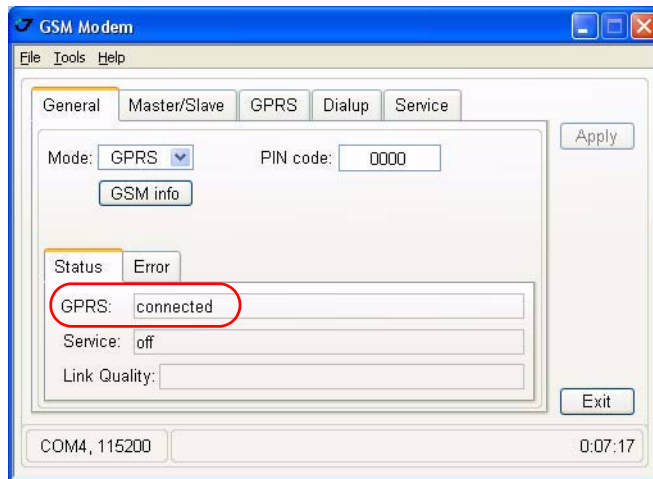 GSM Modem
File Tools Help
General Master/Slave GPRS Dialup Service
Apply
Mode: GPRS PIN code: 0000
GSM info
Status Error
GPRS: connected
Service: off
Link Quality:
Exit
COM4, 115200 0:07:17